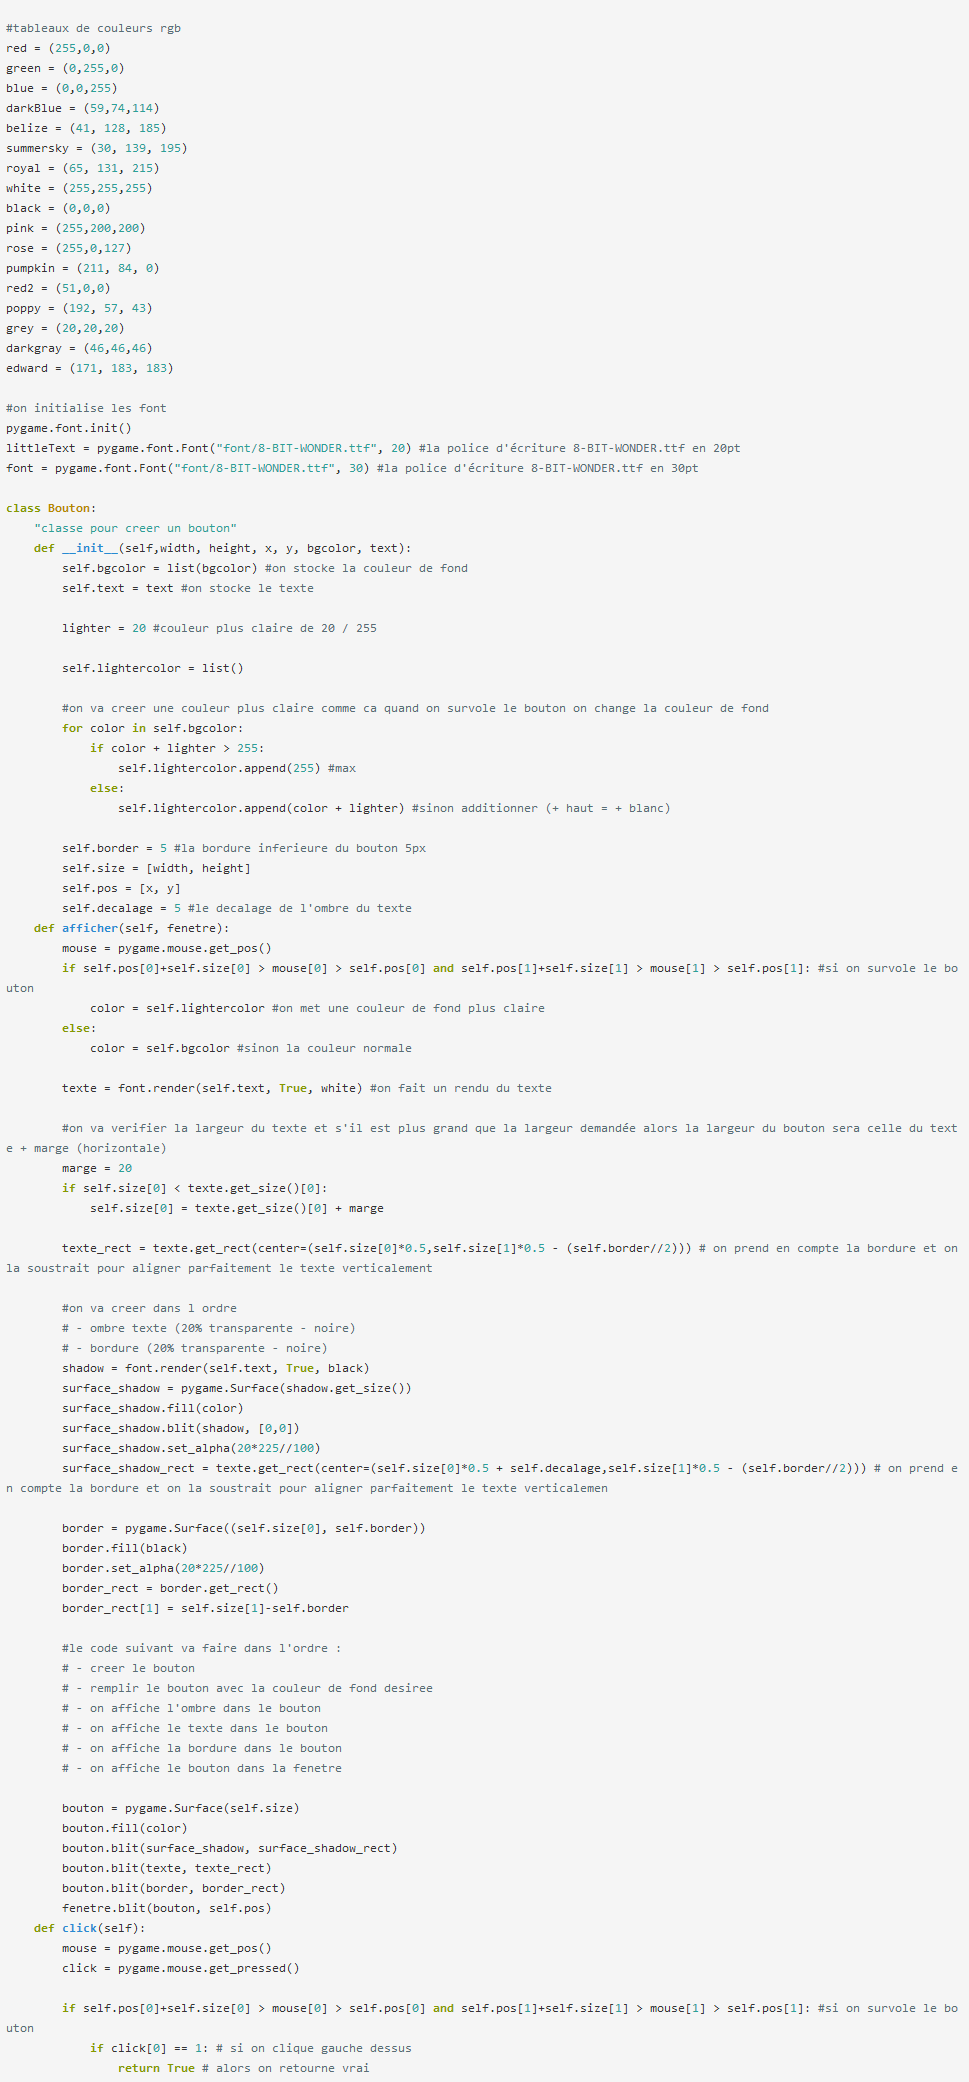 #tableaux de couleurs rgb
red = (255,0,0)
green = (0,255,0)
blue = (0,0,255)
darkBlue = (59,74,114)
belize = (41, 128, 185)
summersky = (30, 139, 195)
royal = (65, 131, 215)
white = (255,255,255)
black = (0,0,0)
pink = (255,200,200)
rose = (255,0,127)
pumpkin = (211, 84, 0)
red2 = (51,0,0)
poppy = (192, 57, 43)
grey = (20,20,20)
darkgray = (46,46,46)
edward = (171, 183, 183)

#on initialise les font
pygame.font.init()
littleText = pygame.font.Font("font/8-BIT-WONDER.ttf", 20) #la police d'écriture 8-BIT-WONDER.ttf en 20pt
font = pygame.font.Font("font/8-BIT-WONDER.ttf", 30) #la police d'écriture 8-BIT-WONDER.ttf en 30pt

class Bouton:
    "classe pour creer un bouton"
    def __init__(self,width, height, x, y, bgcolor, text):
        self.bgcolor = list(bgcolor) #on stocke la couleur de fond
        self.text = text #on stocke le texte

        lighter = 20 #couleur plus claire de 20 / 255

        self.lightercolor = list()

        #on va creer une couleur plus claire comme ca quand on survole le bouton on change la couleur de fond
        for color in self.bgcolor:
            if color + lighter > 255:
                self.lightercolor.append(255) #max
            else:
                self.lightercolor.append(color + lighter) #sinon additionner (+ haut = + blanc)

        self.border = 5 #la bordure inferieure du bouton 5px
        self.size = [width, height]
        self.pos = [x, y]
        self.decalage = 5 #le decalage de l'ombre du texte
    def afficher(self, fenetre):
        mouse = pygame.mouse.get_pos()
        if self.pos[0]+self.size[0] > mouse[0] > self.pos[0] and self.pos[1]+self.size[1] > mouse[1] > self.pos[1]: #si on survole le bo
uton
            color = self.lightercolor #on met une couleur de fond plus claire
        else:
            color = self.bgcolor #sinon la couleur normale

        texte = font.render(self.text, True, white) #on fait un rendu du texte

        #on va verifier la largeur du texte et s'il est plus grand que la largeur demandée alors la largeur du bouton sera celle du text
e + marge (horizontale)
        marge = 20
        if self.size[0] < texte.get_size()[0]:
            self.size[0] = texte.get_size()[0] + marge

        texte_rect = texte.get_rect(center=(self.size[0]*0.5,self.size[1]*0.5 - (self.border//2))) # on prend en compte la bordure et on
la soustrait pour aligner parfaitement le texte verticalement

        #on va creer dans l ordre
        # - ombre texte (20% transparente - noire)
        # - bordure (20% transparente - noire)
        shadow = font.render(self.text, True, black)
        surface_shadow = pygame.Surface(shadow.get_size())
        surface_shadow.fill(color)
        surface_shadow.blit(shadow, [0,0])
        surface_shadow.set_alpha(20*225//100)
        surface_shadow_rect = texte.get_rect(center=(self.size[0]*0.5 + self.decalage,self.size[1]*0.5 - (self.border//2))) # on prend e
n compte la bordure et on la soustrait pour aligner parfaitement le texte verticalemen

        border = pygame.Surface((self.size[0], self.border))
        border.fill(black)
        border.set_alpha(20*225//100)
        border_rect = border.get_rect()
        border_rect[1] = self.size[1]-self.border

        #le code suivant va faire dans l'ordre :
        # - creer le bouton
        # - remplir le bouton avec la couleur de fond desiree
        # - on affiche l'ombre dans le bouton
        # - on affiche le texte dans le bouton
        # - on affiche la bordure dans le bouton
        # - on affiche le bouton dans la fenetre

        bouton = pygame.Surface(self.size)
        bouton.fill(color)
        bouton.blit(surface_shadow, surface_shadow_rect)
        bouton.blit(texte, texte_rect)
        bouton.blit(border, border_rect)
        fenetre.blit(bouton, self.pos)
    def click(self):
        mouse = pygame.mouse.get_pos()
        click = pygame.mouse.get_pressed()

        if self.pos[0]+self.size[0] > mouse[0] > self.pos[0] and self.pos[1]+self.size[1] > mouse[1] > self.pos[1]: #si on survole le bo
uton
            if click[0] == 1: # si on clique gauche dessus
                return True # alors on retourne vrai